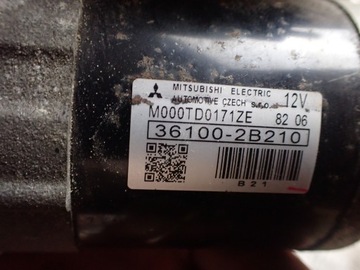 MITSUBISHI ELECTRIC
AUTOMOTIVE CZECH s.r.o. 12V
M000TD0171ZE 82 06
36100-2B210
B21